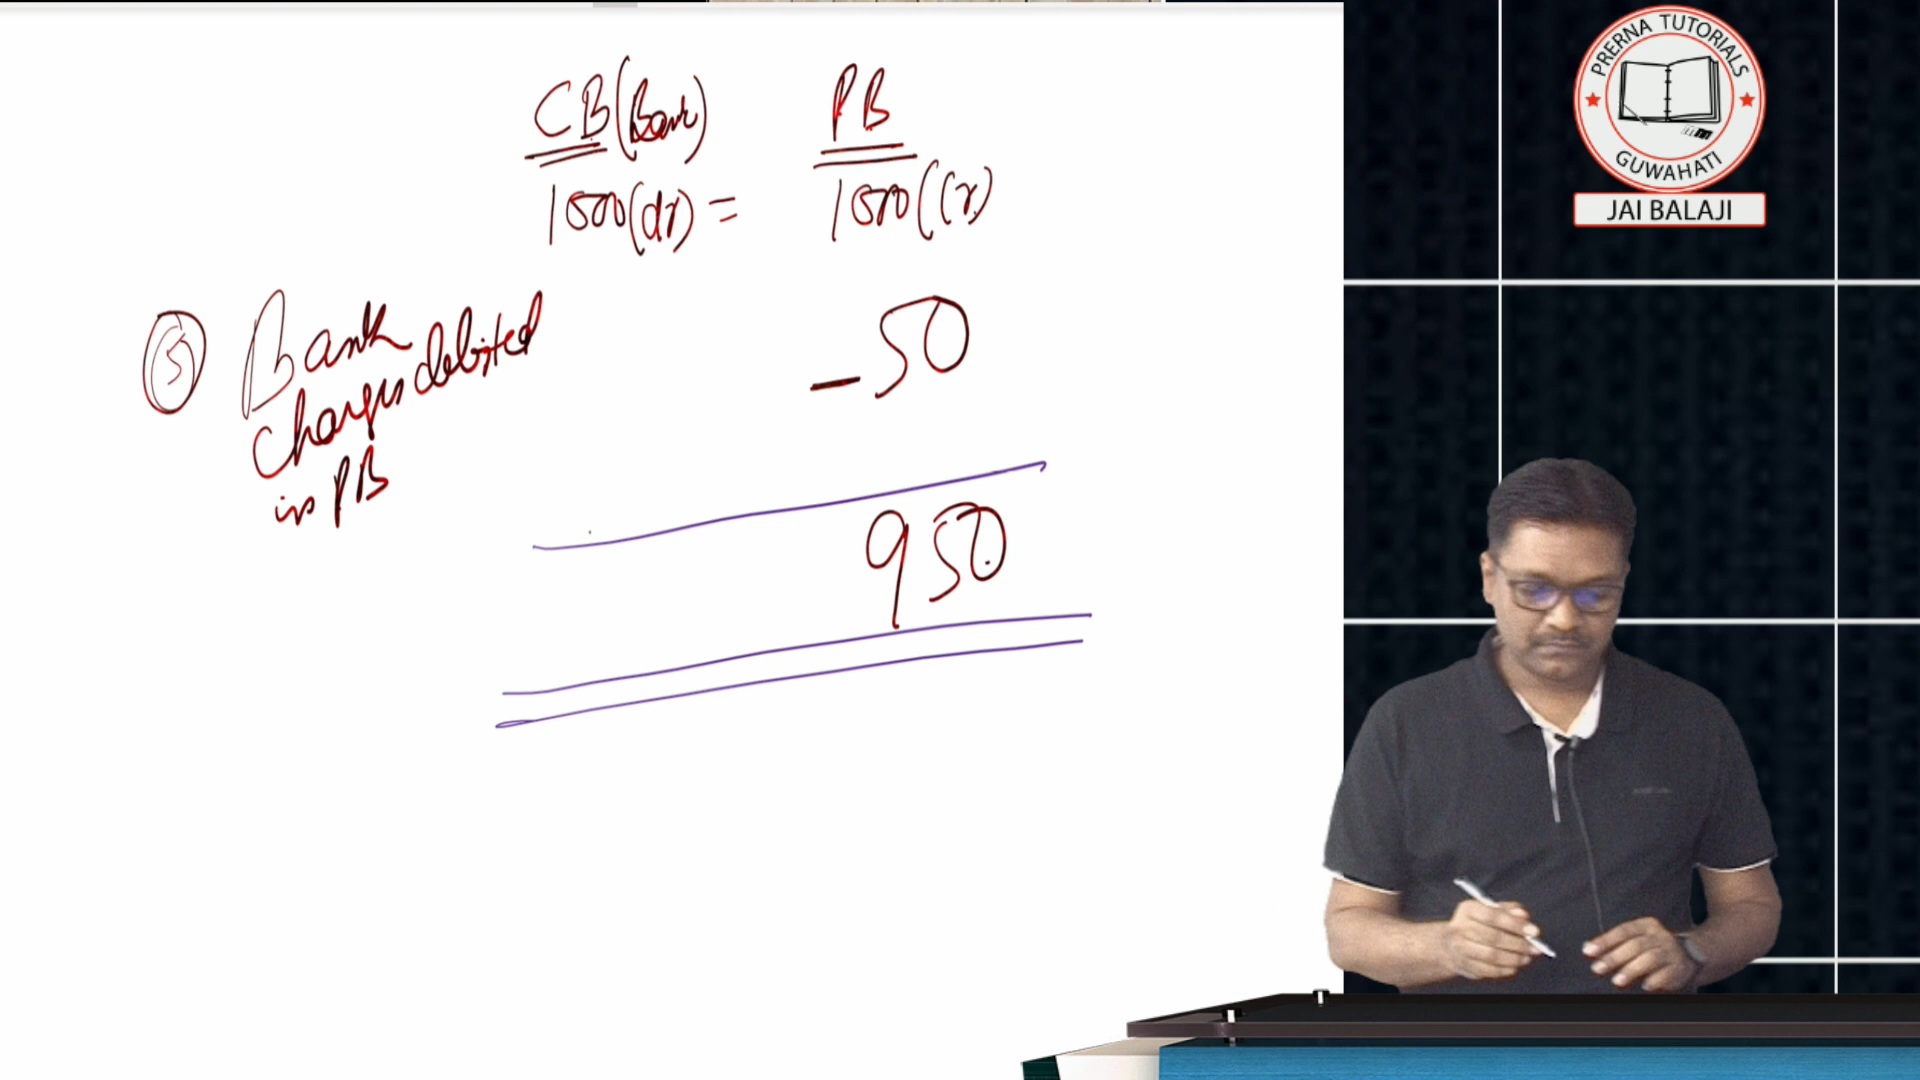 CB (Bank) PB
1000 (dr) = 1000 (Cr)
5 Bank
charges debited
in PB
- 50
950
PRERNA TUTORIALS
GUWAHATI
JAI BALAJI